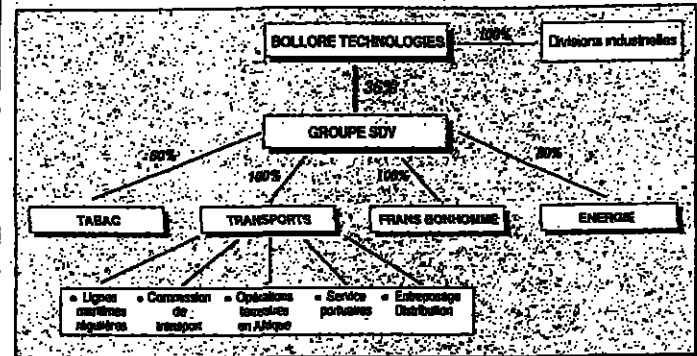 BOLLORE TECHNOLOGIES
100%
Divisions industrielles
GROUPE SDV
100%
100%
TABAC
TRANSPORTS
FRANS BONHOMME
ENERGIE
• Lignes maritimes régulières
• Commission de transport
• Opérations terrestres en Afrique
• Service portuaires
• Entreposage Distribution